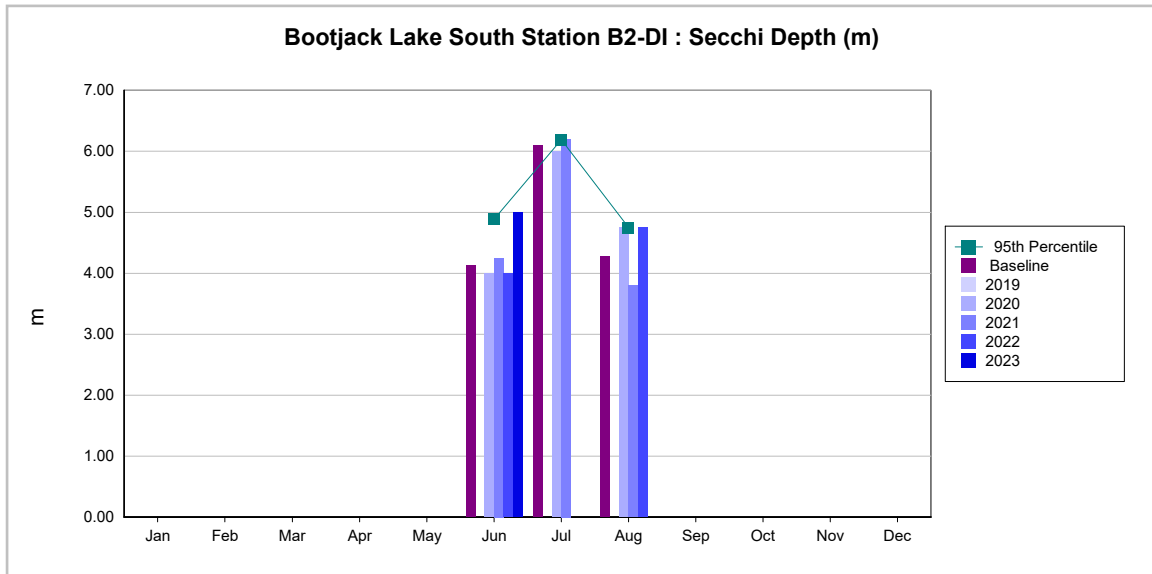 Bootjack Lake South Station B2-DI : Secchi Depth (m)
7.00
6.00
5.00
4.00
3.00
2.00
1.00
0.00
m
Jan Feb Mar Apr May Jun Jul Aug Sep Oct Nov Dec
95th Percentile
Baseline
2019
2020
2021
2022
2023